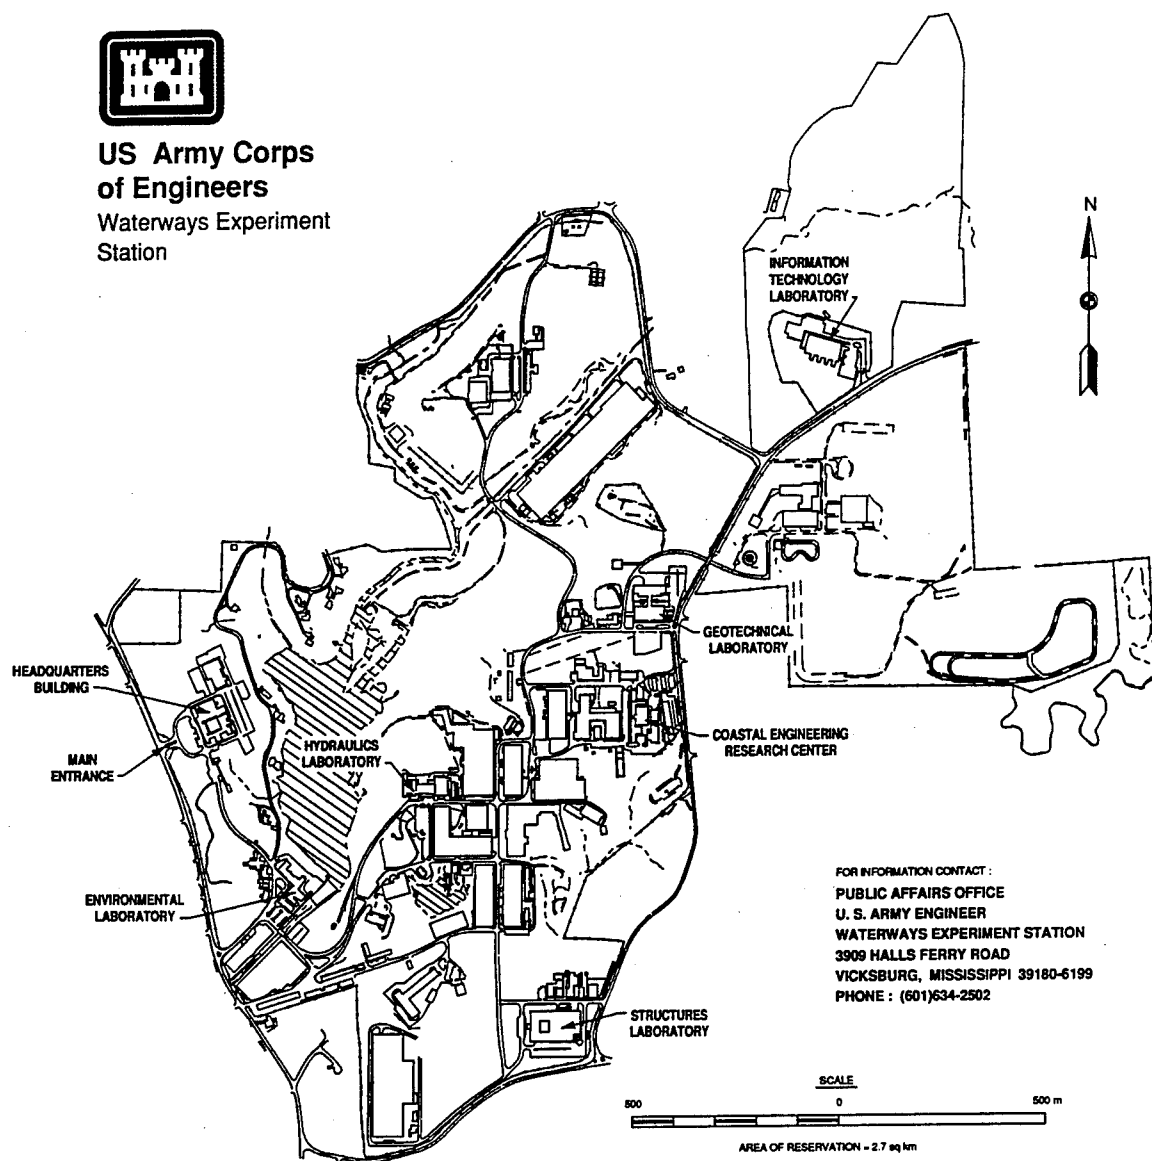 US Army Corps
of Engineers
Waterways Experiment
Station
N
INFORMATION
TECHNOLOGY
LABORATORY
GEOTECHNICAL
LABORATORY
HEADQUARTERS
BUILDING
MAIN
ENTRANCE
HYDRAULICS
LABORATORY
COASTAL ENGINEERING
RESEARCH CENTER
ENVIRONMENTAL
LABORATORY
STRUCTURES
LABORATORY
FOR INFORMATION CONTACT :
PUBLIC AFFAIRS OFFICE
U. S. ARMY ENGINEER
WATERWAYS EXPERIMENT STATION
3909 HALLS FERRY ROAD
VICKSBURG, MISSISSIPPI 39180-6199
PHONE : (601)634-2502
SCALE
500 0 500 m
AREA OF RESERVATION = 2.7 sq km